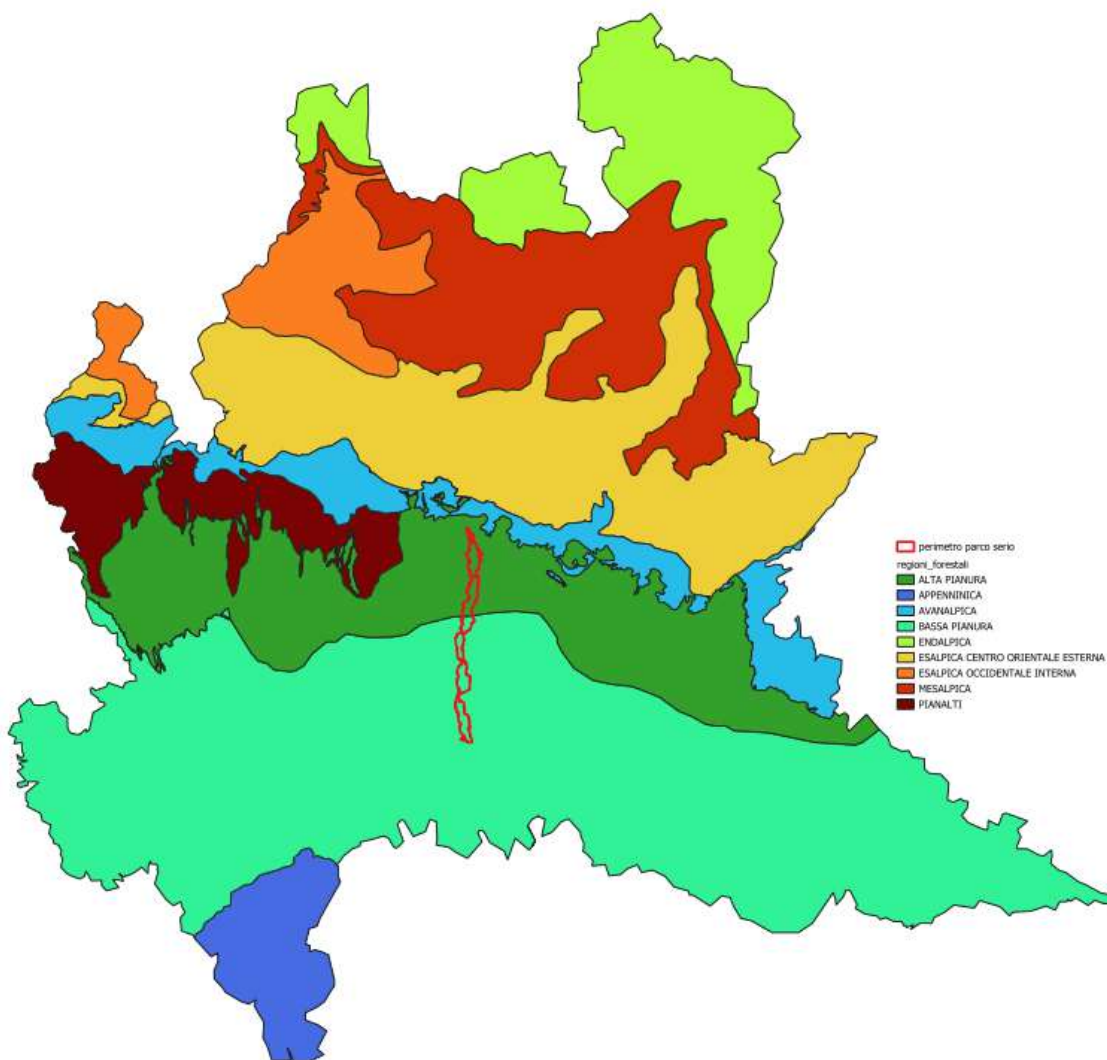 perimetro parco serio
regioni_forestali
ALTA PIANURA
APPENNINICA
AVANALPICA
BASSA PIANURA
ENDALPICA
ESALPICA CENTRO ORIENTALE ESTERNA
ESALPICA OCCIDENTALE INTERNA
MESALPICA
PIANALTI